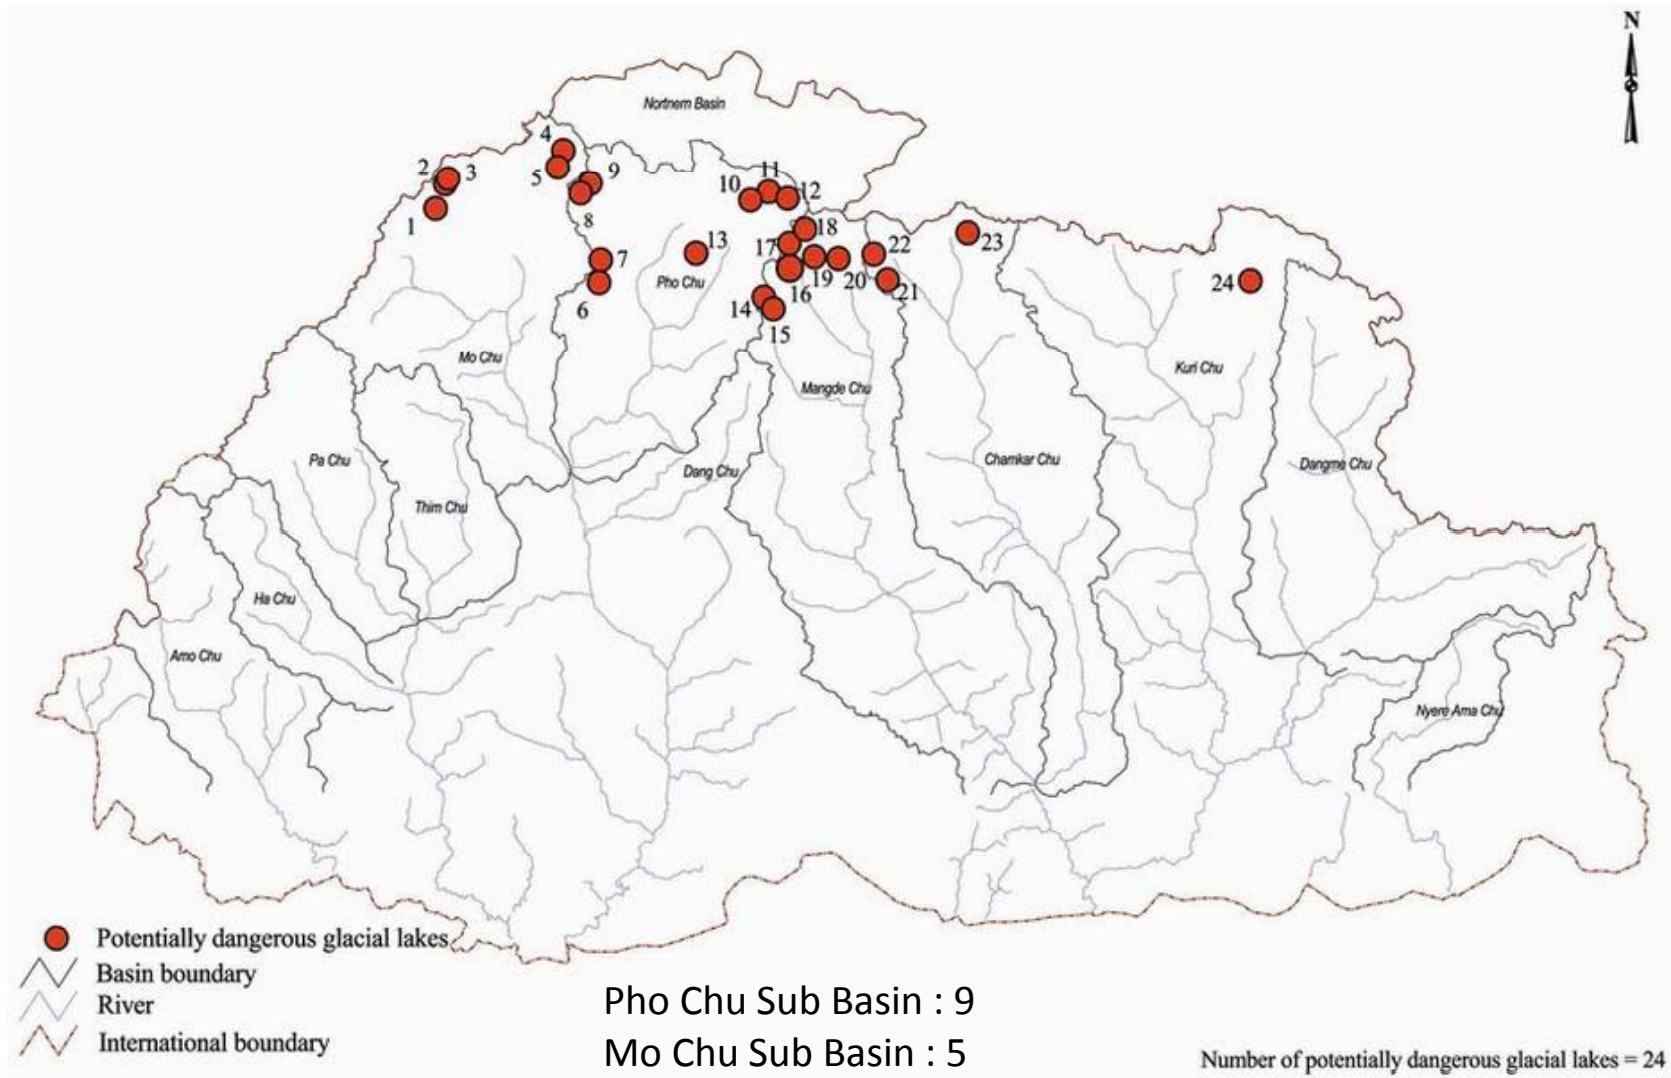 N
Nortnern Basin
4
2
3
5
9
11
10
12
1
8
18
13
17
22
23
7
Pho Chu
19
20
24
16
21
6
14
15
Mo Chu
Mangde Chu
Kuri Chu
Pa Chu
Dang Chu
Chamkar Chu
Dangme Chu
Thim Chu
Ha Chu
Amo Chu
Nyere Ama Chu
Potentially dangerous glacial lakes
Basin boundary
River
International boundary
Pho Chu Sub Basin : 9
Mo Chu Sub Basin : 5
Number of potentially dangerous glacial lakes = 24